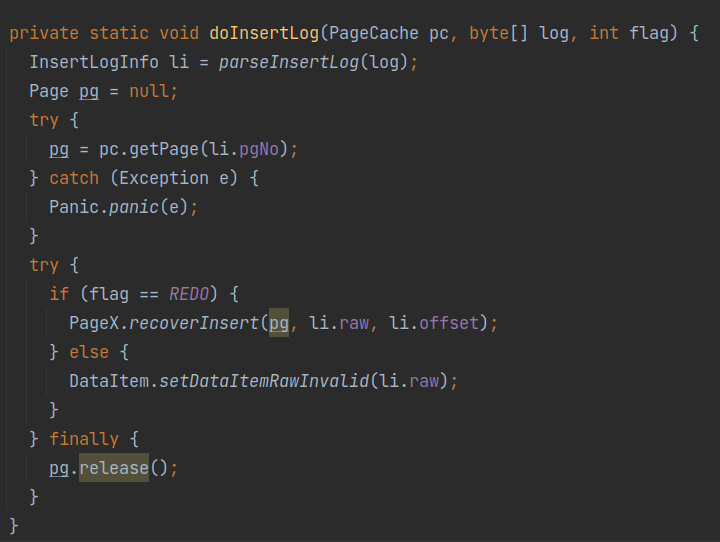 private static void doInsertLog(PageCache pc, byte[] log, int flag) {
InsertLogInfo li = parseInsertLog(log);
Page pg = null;
try {
pg = pc.getPage(li.pgNo);
} catch (Exception e) {
Panic.panic(e);
}
try {
if (flag == REDO) {
PageX.recoverInsert(pg, li.raw, li.offset);
} else {
DataItem.setDataItemRawInvalid(li.raw);
}
} finally {
pg.release();
}
}